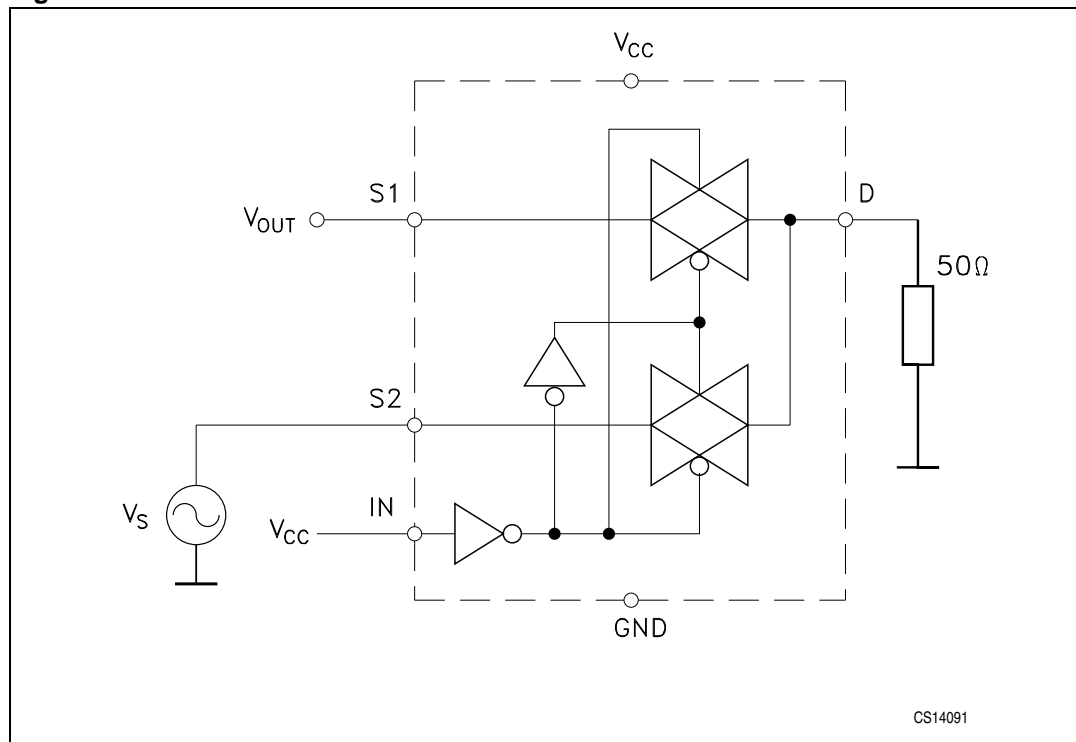 V_CC
S1
D
V_OUT
50Ω
S2
IN
V_S
V_CC
GND
CS14091